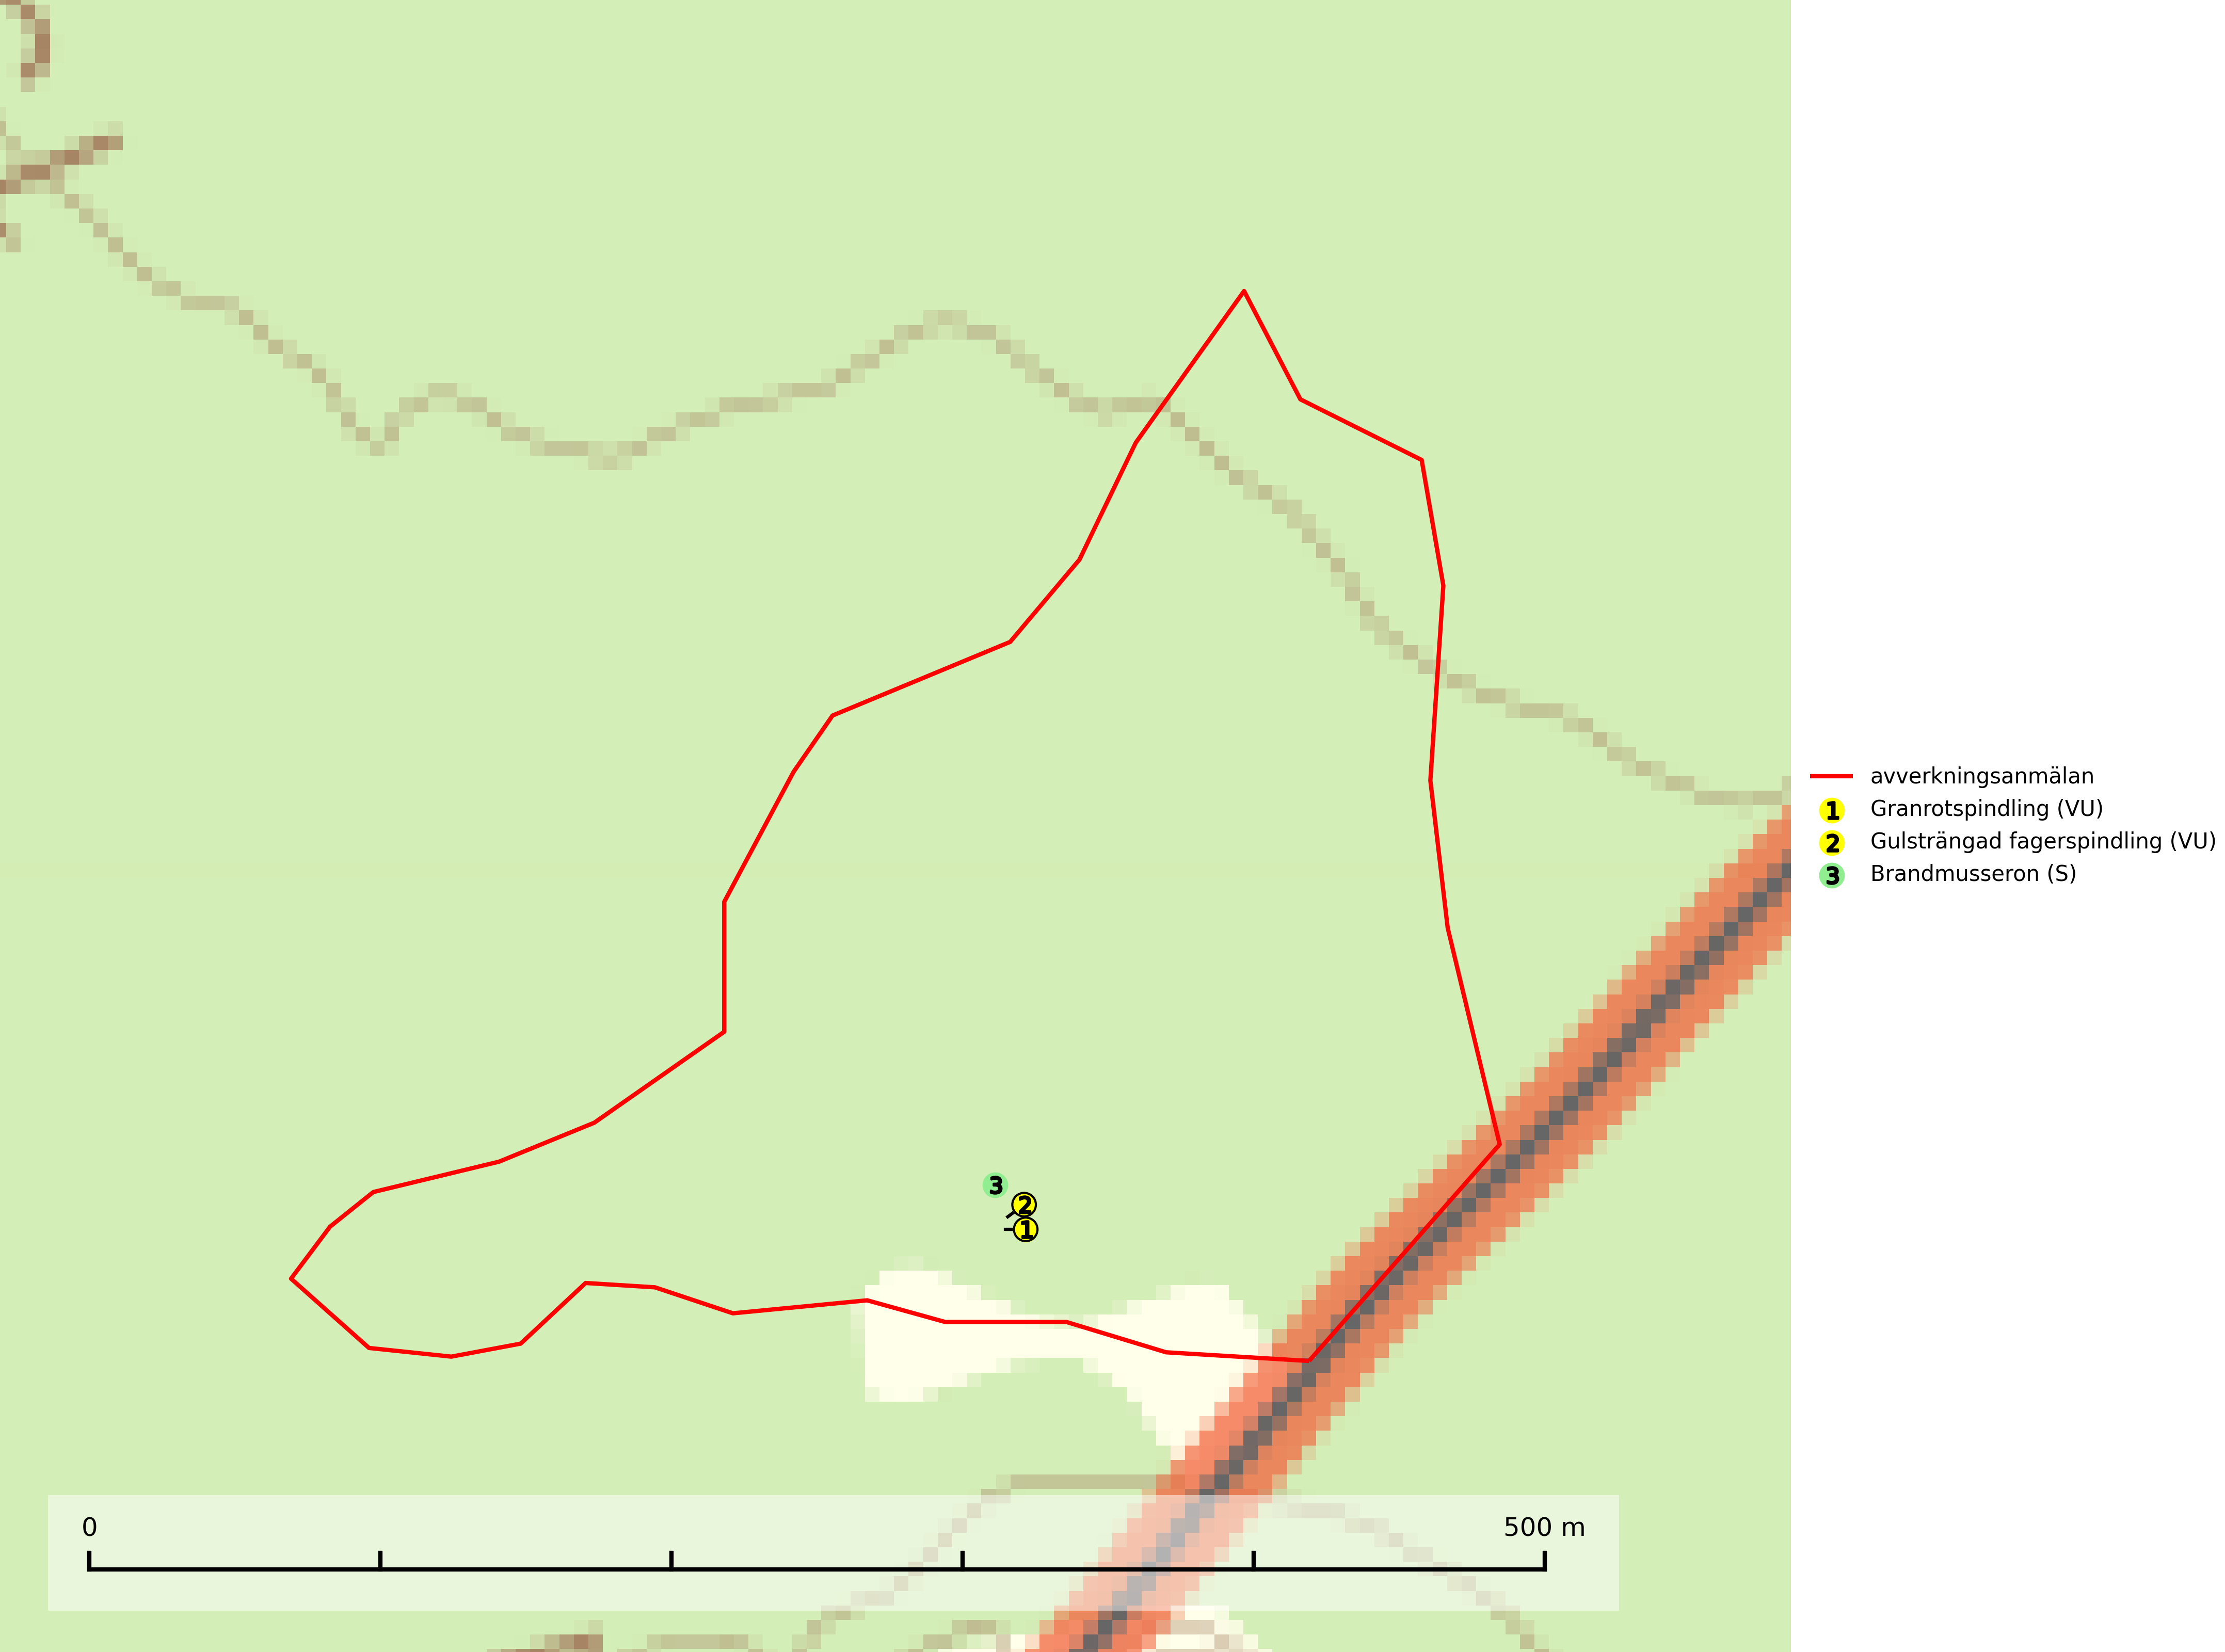 avverkningsanmälan
1 Granrotspindling (VU)
2 Gulsträngad fagerspindling (VU)
3 Brandmusseron (S)
3
2
1
0 500 m